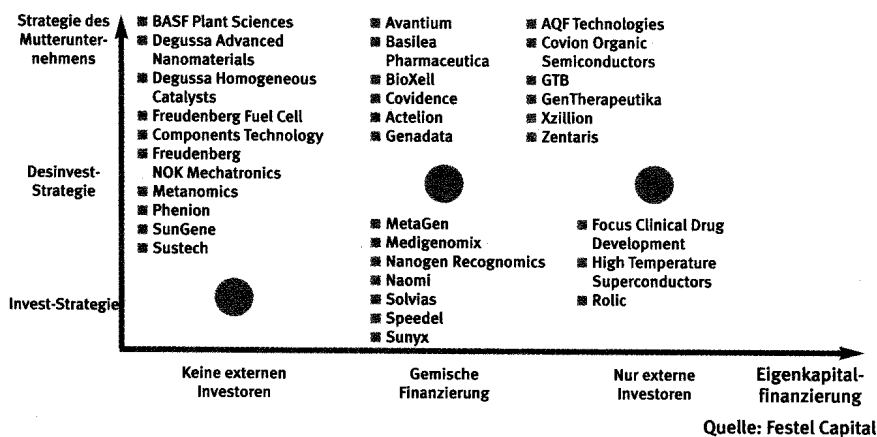 Strategie des
Mutterunter-
nehmens
Desinvest-
Strategie
Invest-Strategie
BASF Plant Sciences
Degussa Advanced
Nanomaterials
Degussa Homogeneous
Catalysts
Freudenberg Fuel Cell
Components Technology
Freudenberg
NOK Mechatronics
Metanomics
Phenion
SunGene
Sustech
Avantium
Basilea
Pharmaceutica
BioXell
Covidence
Actelion
Genadata
MetaGen
Medigenomix
Nanogen Recognomics
Naomi
Solvias
Speedel
Sunyx
AQF Technologies
Covion Organic
Semiconductors
GTB
GenTherapeutika
Xzillion
Zentaris
Focus Clinical Drug
Development
High Temperature
Superconductors
Rolic
Keine externen
Investoren
Gemische
Finanzierung
Nur externe
Investoren
Eigenkapital-
finanzierung
Quelle: Festel Capital